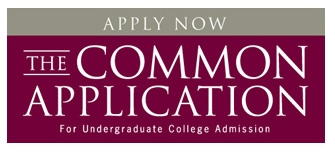 APPLY NOW
THE COMMON
APPLICATION
For Undergraduate College Admission